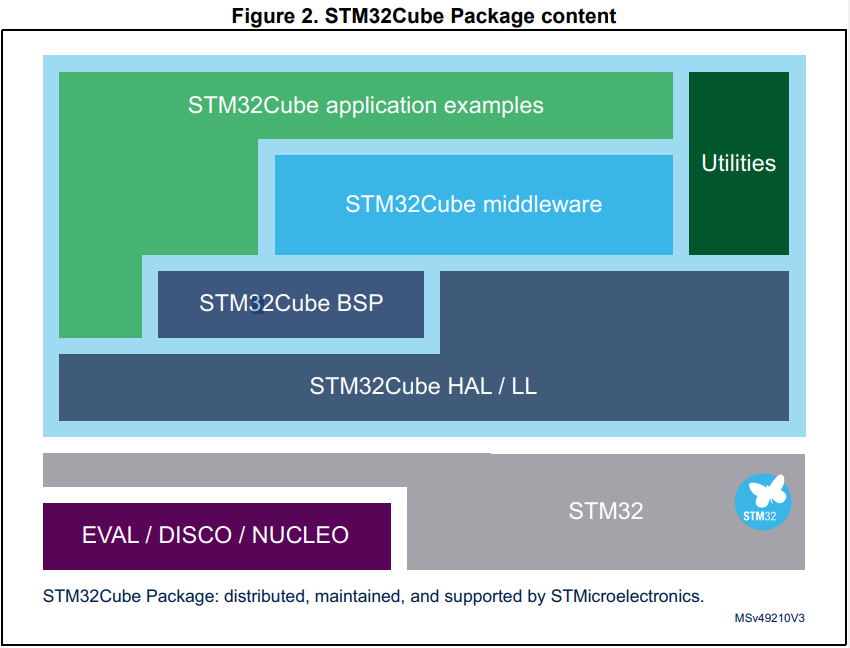 Figure 2. STM32Cube Package content
STM32Cube application examples
Utilities
STM32Cube middleware
STM32Cube BSP
STM32Cube HAL / LL
STM32
STM32
EVAL / DISCO / NUCLEO
STM32Cube Package: distributed, maintained, and supported by STMicroelectronics.
MSv49210V3